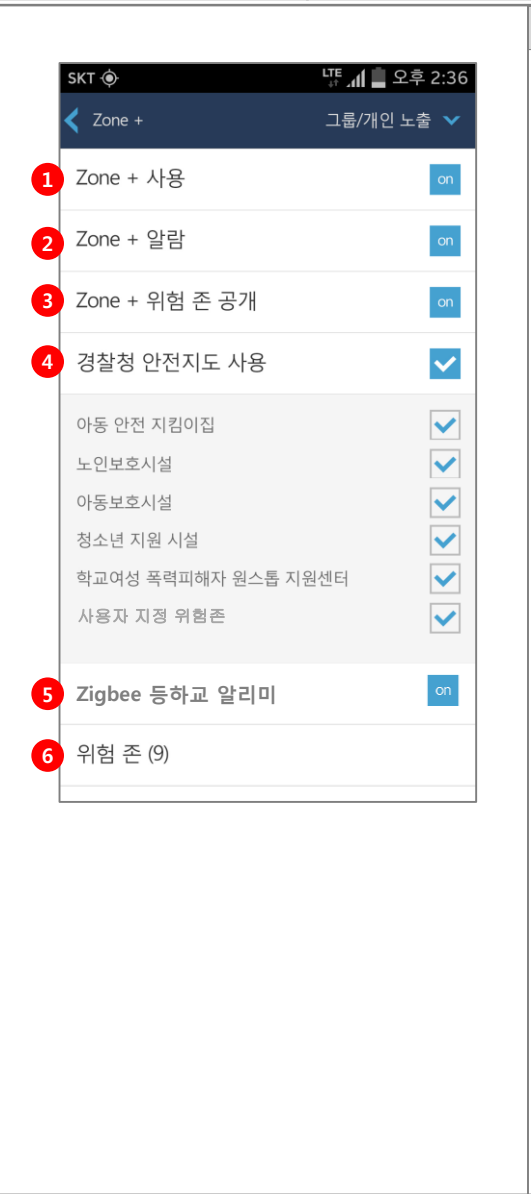 SKT LTE 오후 2:36
Zone + 그룹/개인 노출
1 Zone + 사용 on
2 Zone + 알람 on
3 Zone + 위험 존 공개 on
4 경찰청 안전지도 사용
아동 안전 지킴이집
노인보호시설
아동보호시설
청소년 지원 시설
학교여성 폭력피해자 원스톱 지원센터
사용자 지정 위험존
5 Zigbee 등하교 알리미 on
6 위험 존 (9)